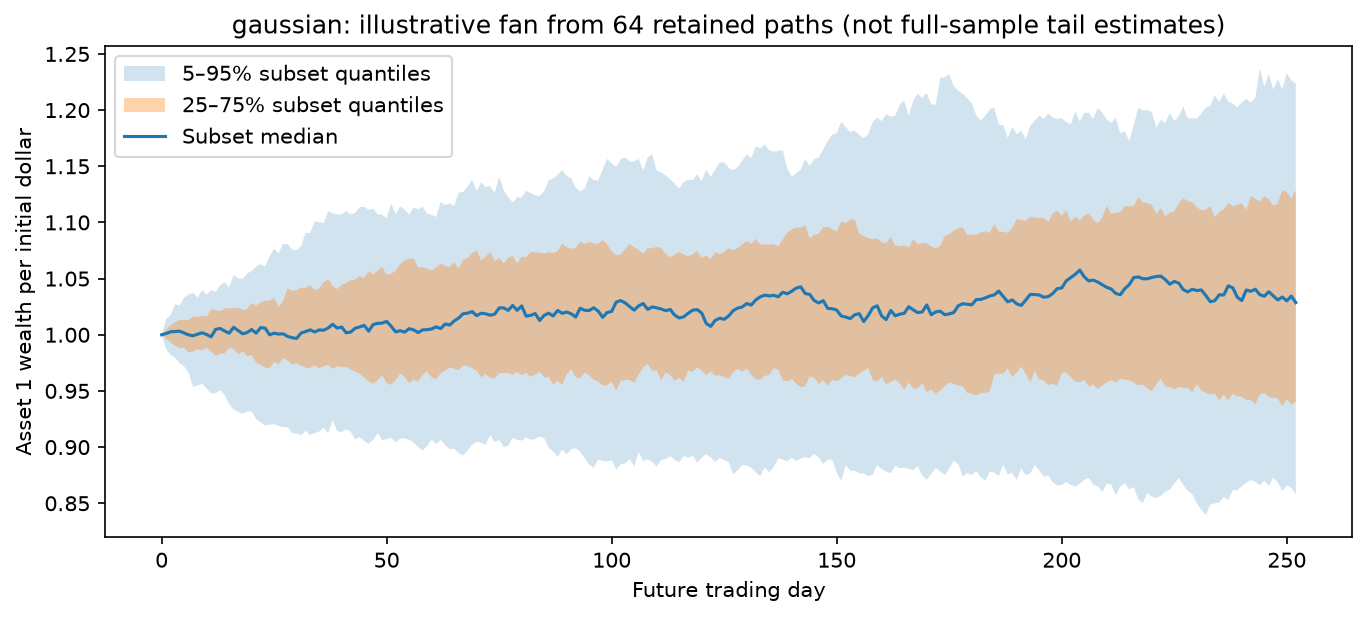 gaussian: illustrative fan from 64 retained paths (not full-sample tail estimates)
5–95% subset quantiles
25–75% subset quantiles
Subset median
Asset 1 wealth per initial dollar
1.25
1.20
1.15
1.10
1.05
1.00
0.95
0.90
0.85
0
50
100
150
200
250
Future trading day